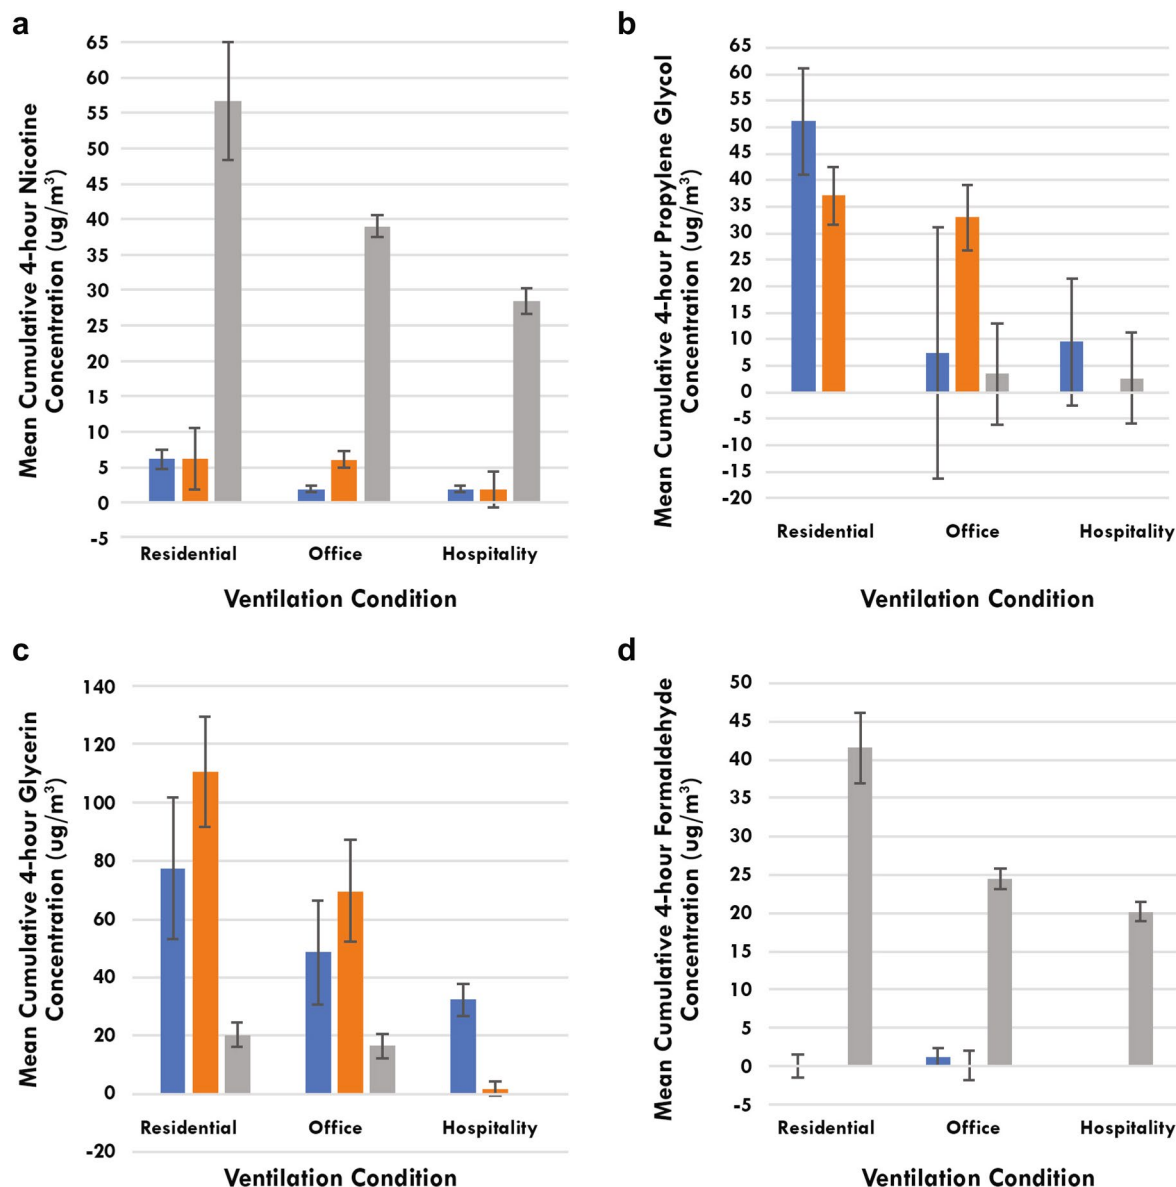 a
Mean Cumulative 4-hour Nicotine
Concentration (ug/m³)
65
60
55
50
45
40
35
30
25
20
15
10
5
0
-5
Residential Office Hospitality
Ventilation Condition
b
Mean Cumulative 4-hour Propylene Glycol
Concentration (ug/m³)
65
60
55
50
45
40
35
30
25
20
15
10
5
0
-5
-10
-15
-20
Residential Office Hospitality
Ventilation Condition
c
Mean Cumulative 4-hour Glycerin
Concentration (ug/m³)
140
120
100
80
60
40
20
0
-20
Residential Office Hospitality
Ventilation Condition
d
Mean Cumulative 4-hour Formaldehyde
Concentration (ug/m³)
50
45
40
35
30
25
20
15
10
5
0
-5
Residential Office Hospitality
Ventilation Condition